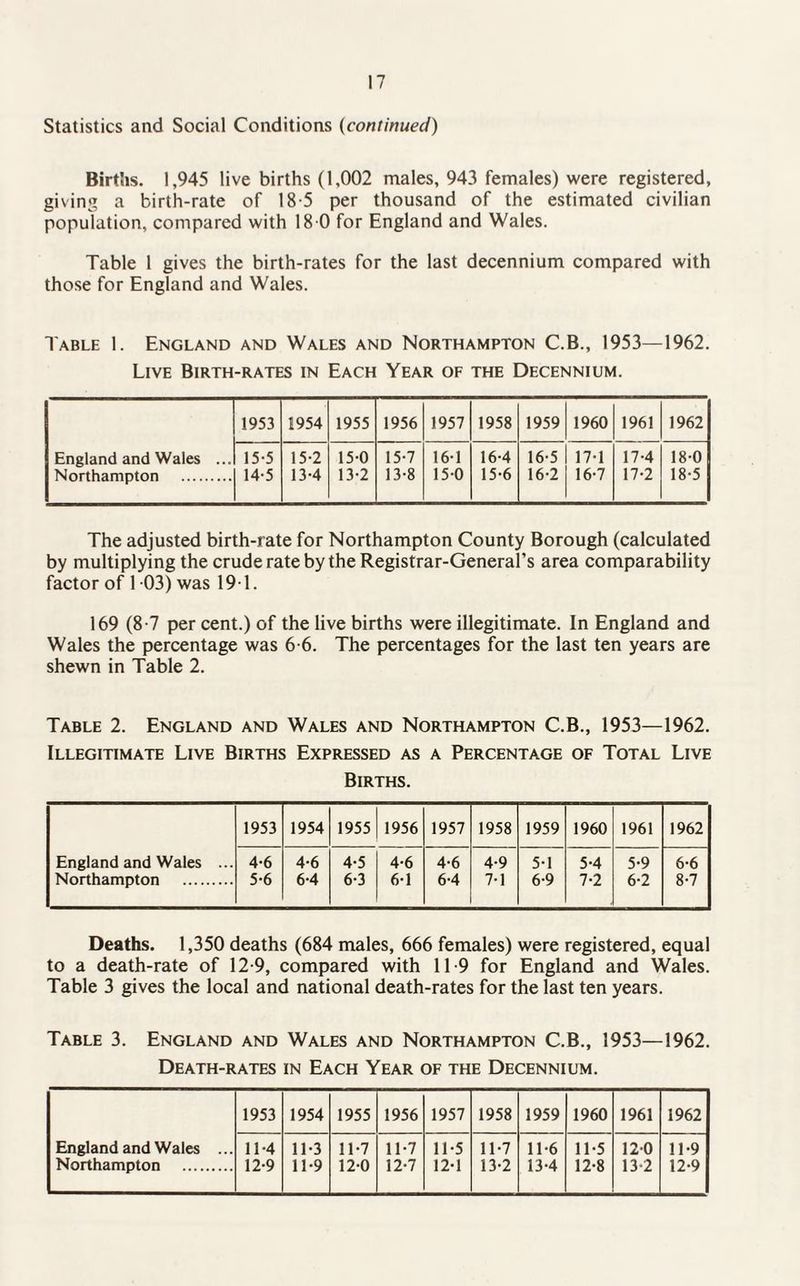 17
Statistics and Social Conditions (continued)
Births. 1,945 live births (1,002 males, 943 females) were registered,
giving a birth-rate of 18·5 per thousand of the estimated civilian
population, compared with 18·0 for England and Wales.
Table 1 gives the birth-rates for the last decennium compared with
those for England and Wales.
Table 1. England and Wales and Northampton C.B., 1953—1962.
Live Birth-rates in Each Year of the Decennium.
1953 1954 1955 1956 1957 1958 1959 1960 1961 1962
England and Wales ... 15·5 15·2 15·0 15·7 16·1 16·4 16·5 17·1 17·4 18·0
Northampton ......... 14·5 13·4 13·2 13·8 15·0 15·6 16·2 16·7 17·2 18·5
The adjusted birth-rate for Northampton County Borough (calculated
by multiplying the crude rate by the Registrar-General's area comparability
factor of 1·03) was 19·1.
169 (8·7 per cent.) of the live births were illegitimate. In England and
Wales the percentage was 6·6. The percentages for the last ten years are
shewn in Table 2.
Table 2. England and Wales and Northampton C.B., 1953—1962.
Illegitimate Live Births Expressed as a Percentage of Total Live
Births.
1953 1954 1955 1956 1957 1958 1959 1960 1961 1962
England and Wales ... 4·6 4·6 4·5 4·6 4·6 4·9 5·1 5·4 5·9 6·6
Northampton ......... 5·6 6·4 6·3 6·1 6·4 7·1 6·9 7·2 6·2 8·7
Deaths. 1,350 deaths (684 males, 666 females) were registered, equal
to a death-rate of 12·9, compared with 11·9 for England and Wales.
Table 3 gives the local and national death-rates for the last ten years.
Table 3. England and Wales and Northampton C.B., 1953—1962.
Death-rates in Each Year of the Decennium.
1953 1954 1955 1956 1957 1958 1959 1960 1961 1962
England and Wales ... 11·4 11·3 11·7 11·7 11·5 11·7 11·6 11·5 12·0 11·9
Northampton ......... 12·9 11·9 12·0 12·7 12·1 13·2 13·4 12·8 13·2 12·9